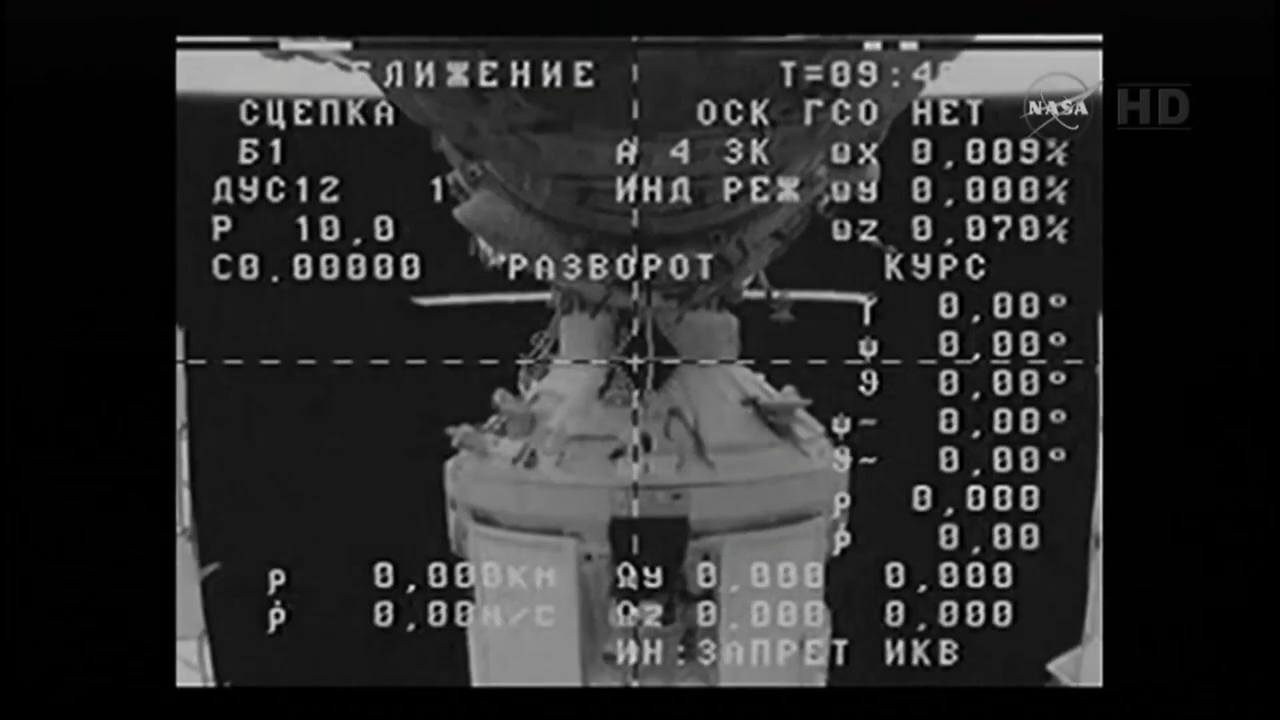 БЛИЖЕНИЕ T=09:4
СЦЕПКА ОСК ГСО НЕТ
Б1 А 4 ЗК ωX 0,009%
ДУС12 1 ИНД РЕЖ ωУ 0,000%
Р 10,0 ωZ 0,070%
С0.00000 РАЗВОРОТ КУРС
γ 0,00°
ψ 0,00°
ϑ 0,00°
ψ~ 0,00°
ϑ~ 0,00°
ρ 0,000
ρ̇ 0,00
ρ 0,000КМ ΩУ 0,000 0,000
ρ̇ 0,00М/С ΩZ 0,000 0,000
ИН:ЗАПРЕТ ИКВ
NASA HD